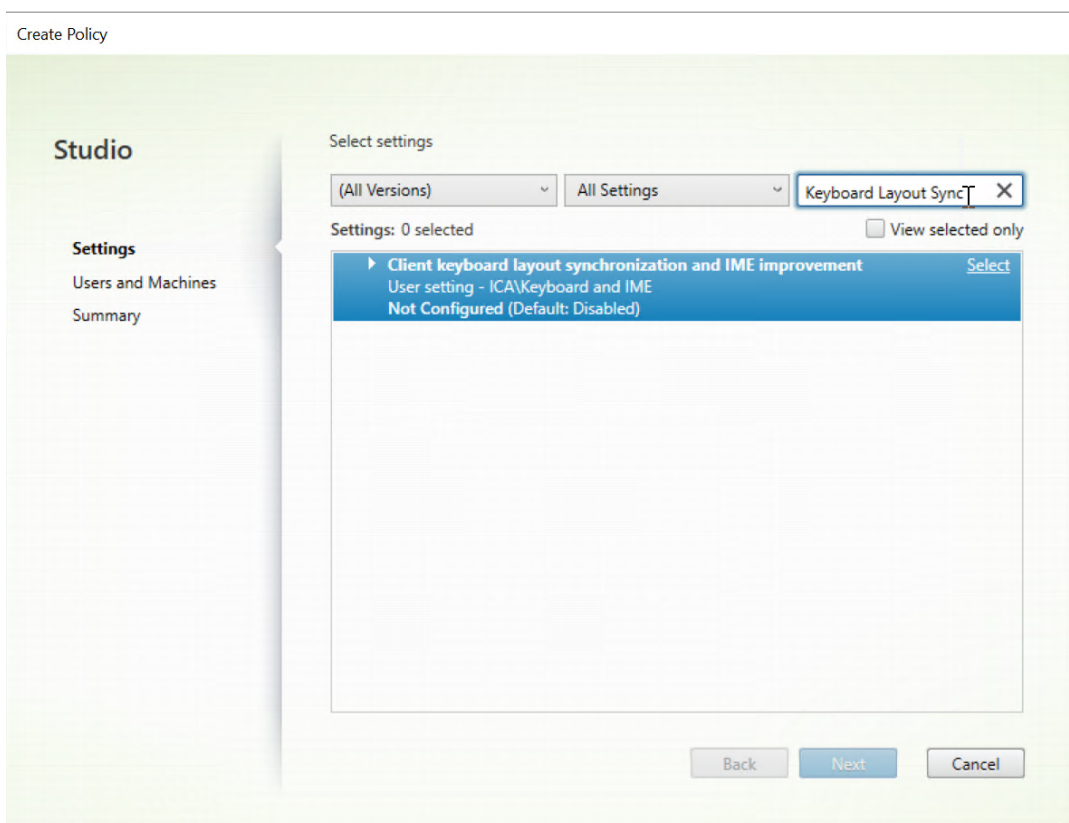 Create Policy
Studio
Settings
Users and Machines
Summary
Select settings
(All Versions)
All Settings
Keyboard Layout Sync
Settings: 0 selected
View selected only
Client keyboard layout synchronization and IME improvement
Select
User setting - ICA\Keyboard and IME
Not Configured (Default: Disabled)
Back
Next
Cancel